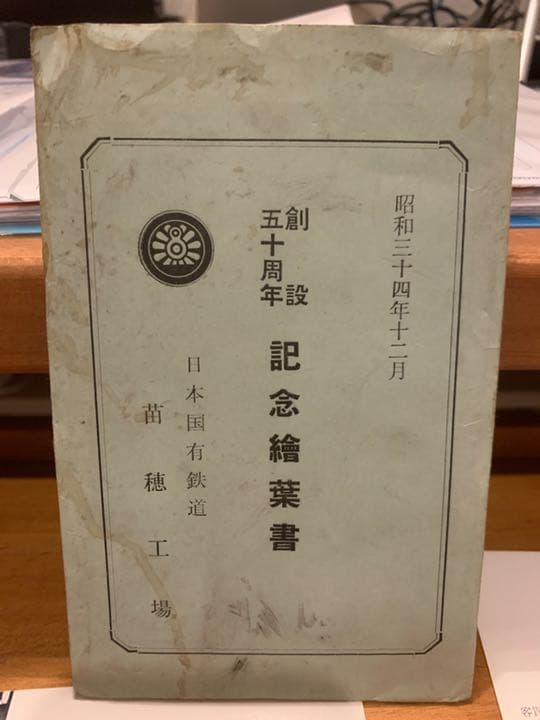 昭和三十四年十二月
創設
五十周年
記念繪葉書
日本国有鉄道
苗穂工場